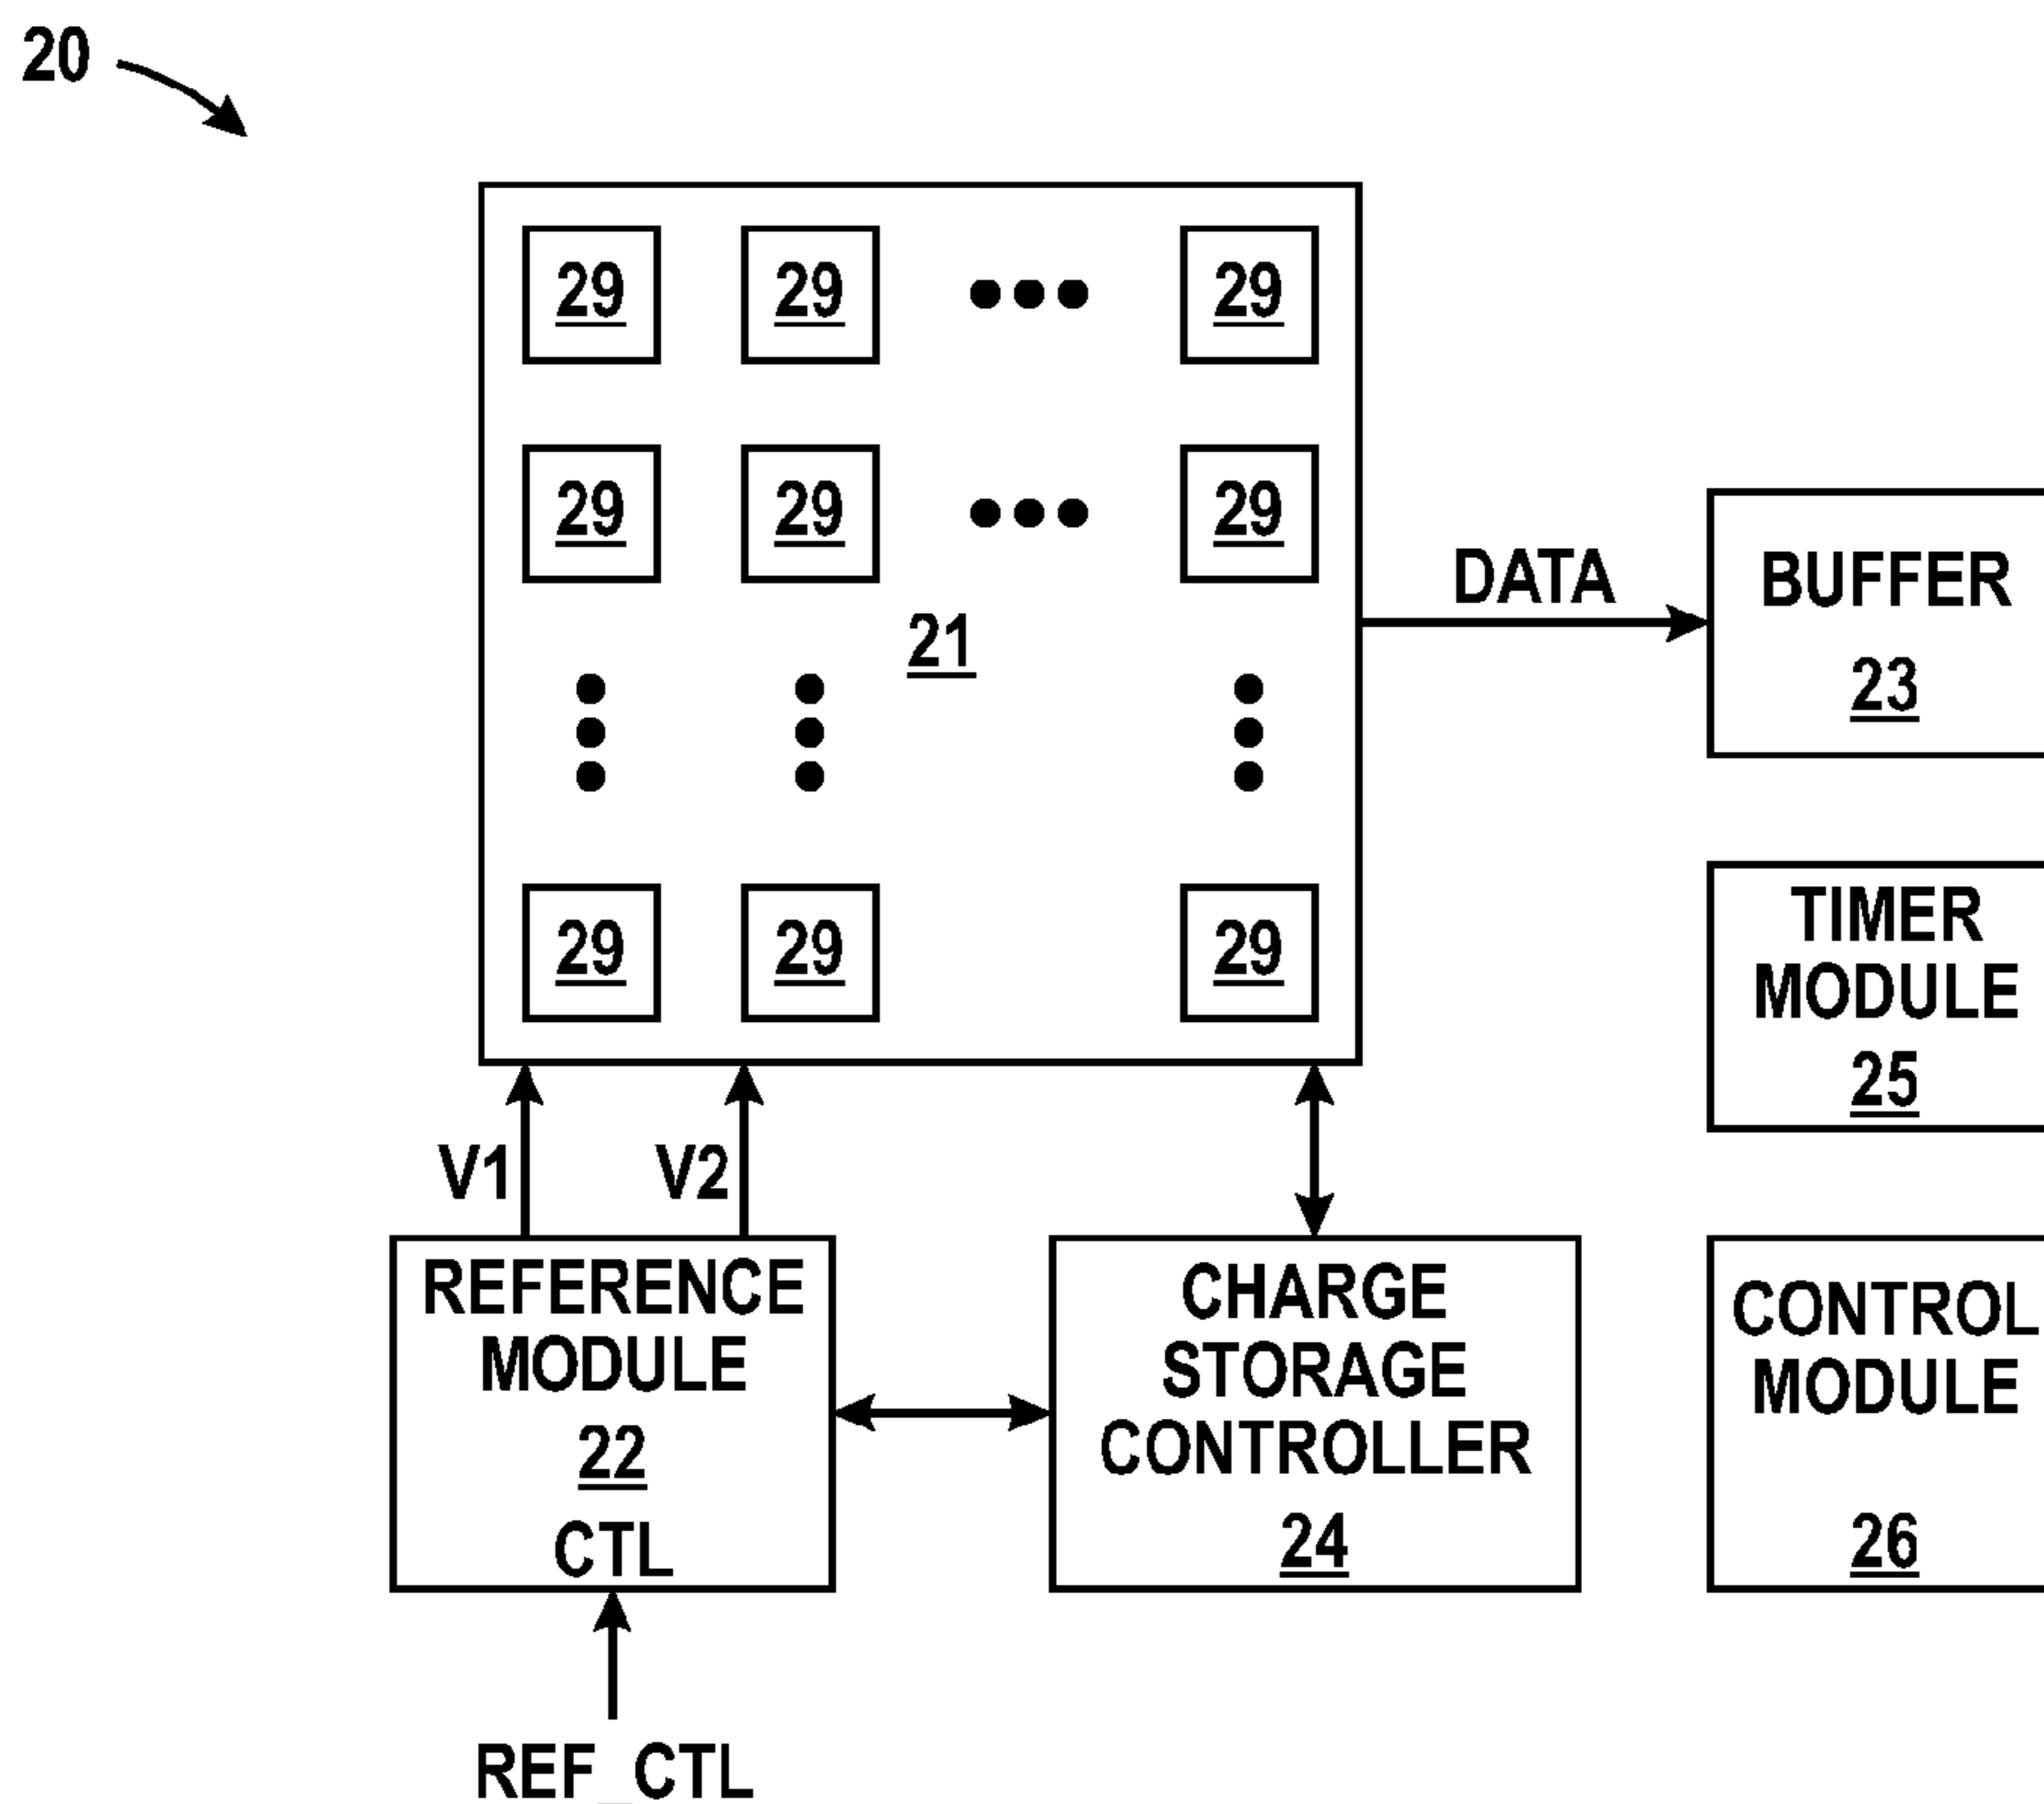 20
29 29 29
29 29 29
21
DATA
BUFFER
23
29 29 29
TIMER
MODULE
25
V1 V2
REFERENCE
MODULE
22
CTL
CHARGE
STORAGE
CONTROLLER
24
CONTROL
MODULE
26
REF_CTL